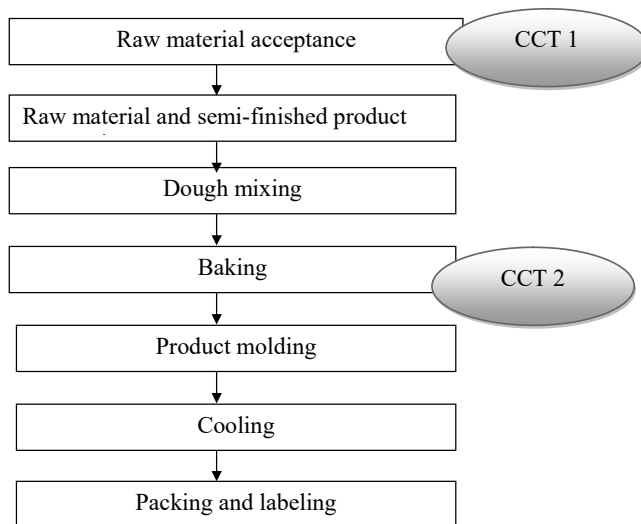 Raw material acceptance
CCT 1
Raw material and semi-finished product
Dough mixing
Baking
CCT 2
Product molding
Cooling
Packing and labeling